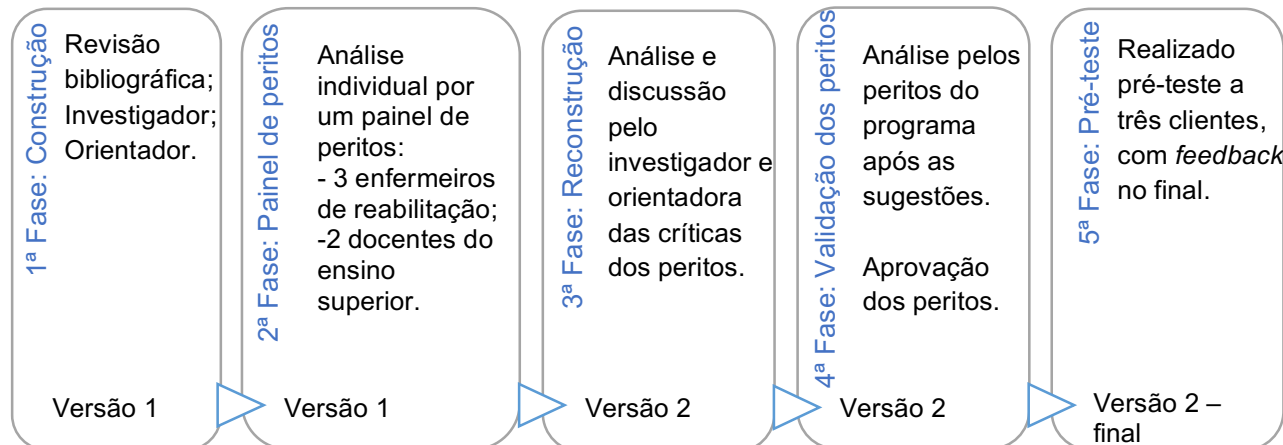 1ª Fase: Construção
Revisão
bibliográfica;
Investigador;
Orientador.
Versão 1
2ª Fase: Painel de peritos
Análise
individual por
um painel de
peritos:
- 3 enfermeiros
de reabilitação;
-2 docentes do
ensino
superior.
Versão 1
3ª Fase: Reconstrução
Análise e
discussão
pelo
investigador e
orientadora
das críticas
dos peritos.
Versão 2
4ª Fase: Validação dos peritos
Análise pelos
peritos do
programa
após as
sugestões.
Aprovação
dos peritos.
Versão 2
5ª Fase: Pré-teste
Realizado
pré-teste a
três clientes,
com feedback
no final.
Versão 2 –
final